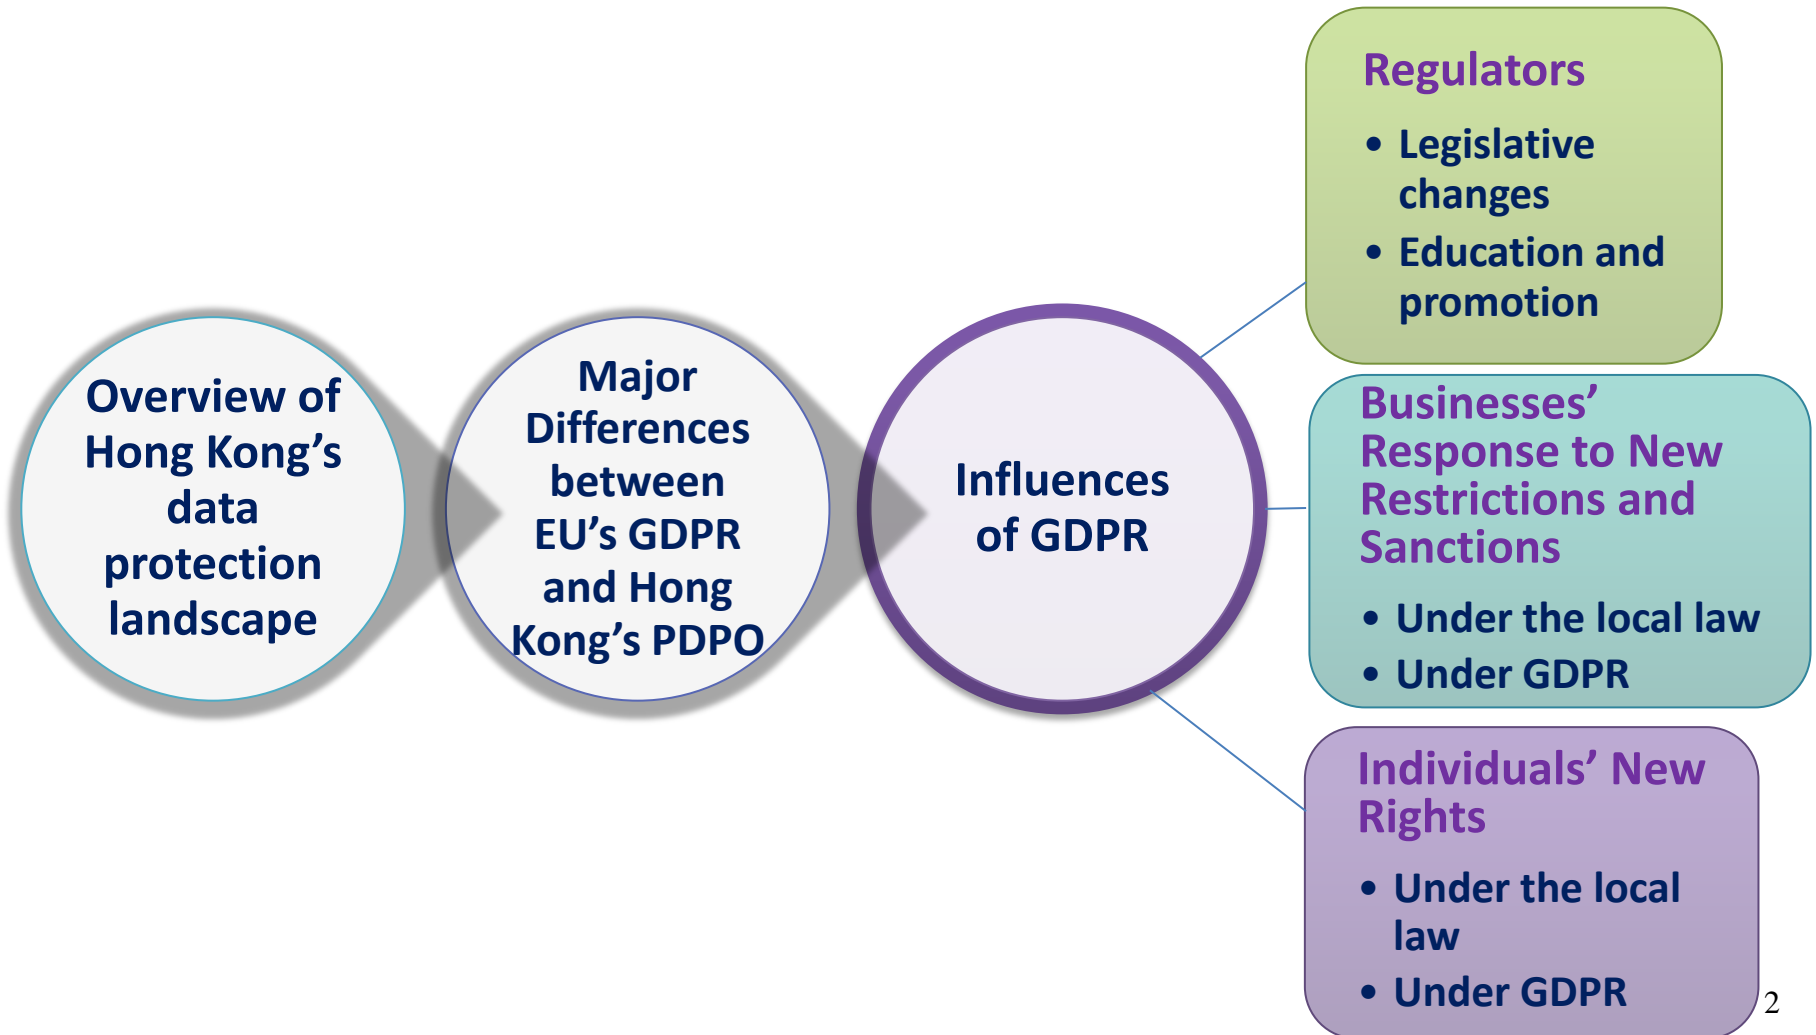 Overview of
Hong Kong’s
data
protection
landscape
Major
Differences
between
EU’s GDPR
and Hong
Kong’s PDPO
Influences
of GDPR
Regulators
• Legislative
changes
• Education and
promotion
Businesses’
Response to New
Restrictions and
Sanctions
• Under the local law
• Under GDPR
Individuals’ New
Rights
• Under the local
law
• Under GDPR
2